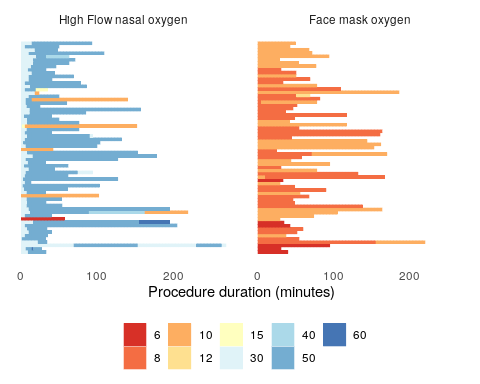 High Flow nasal oxygen Face mask oxygen
0 100 200 0 100 200
Procedure duration (minutes)
6 10 15 40 60
8 12 30 50